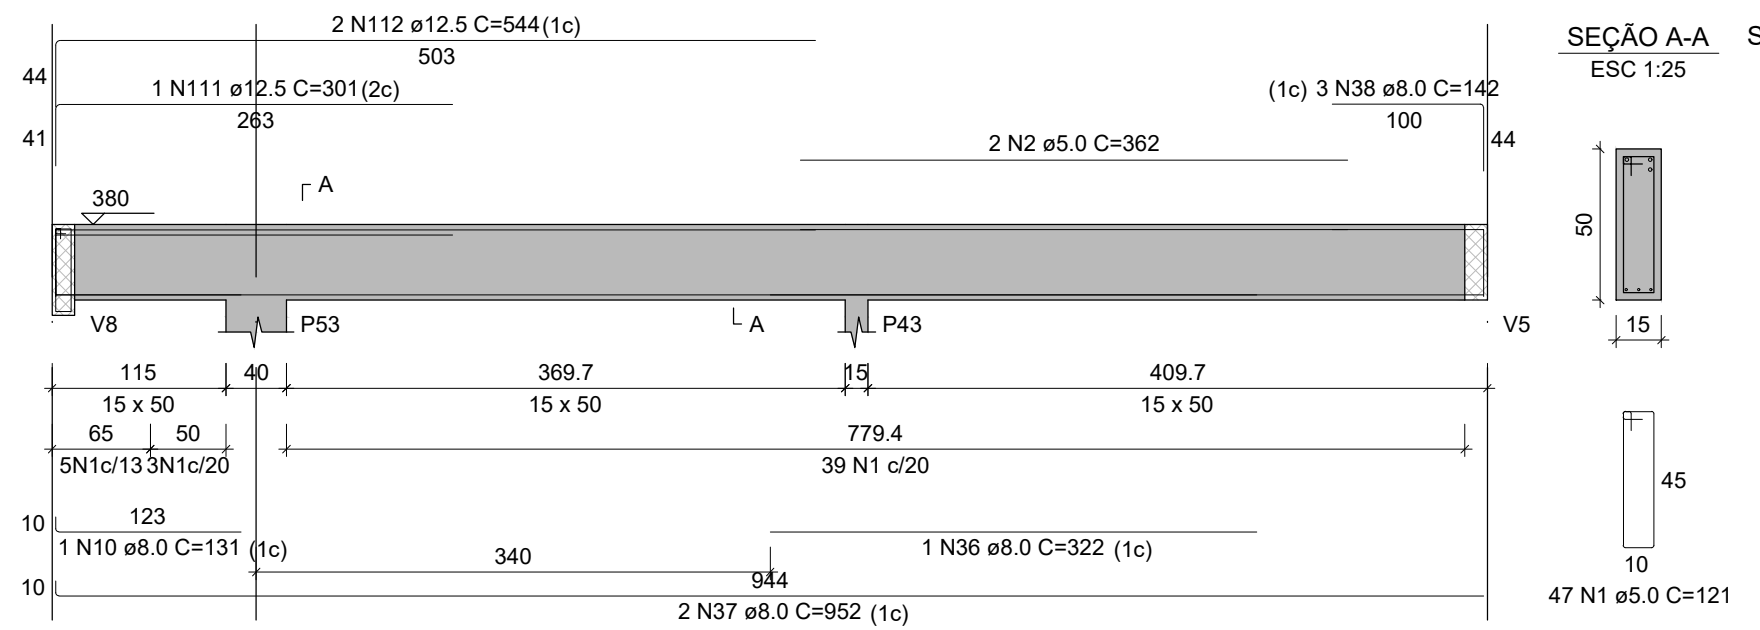 2 N112 ø12.5 C=544(1c)
503
44
1 N111 ø12.5 C=301(2c)
263
41
(1c) 3 N38 ø8.0 C=142
100
44
2 N2 ø5.0 C=362
A
380
V8
P53
A
P43
V5
115
40
369.7
15
409.7
15 x 50
15 x 50
15 x 50
65
50
779.4
5N1c/13
3N1c/20
39 N1 c/20
10
123
1 N10 ø8.0 C=131 (1c)
340
1 N36 ø8.0 C=322 (1c)
10
944
2 N37 ø8.0 C=952 (1c)
SEÇÃO A-A
S
ESC 1:25
50
15
45
10
47 N1 ø5.0 C=121